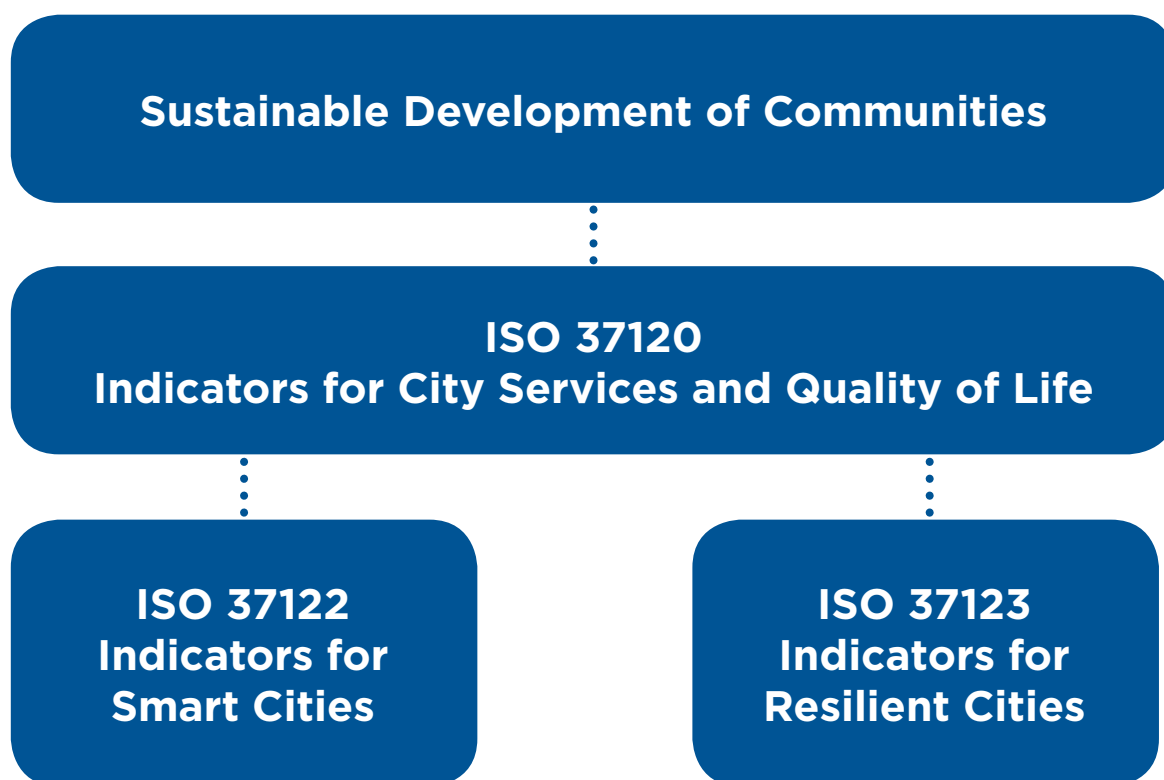 Sustainable Development of Communities
ISO 37120
Indicators for City Services and Quality of Life
ISO 37122
Indicators for
Smart Cities
ISO 37123
Indicators for
Resilient Cities